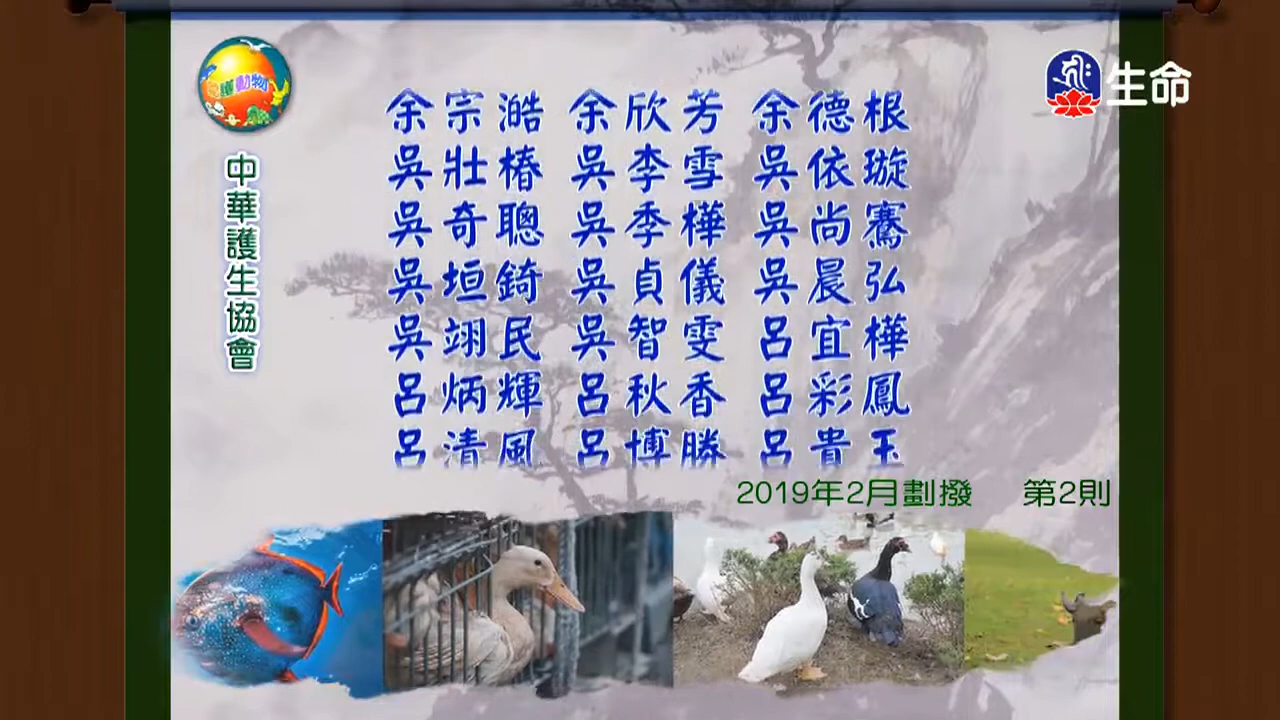 護動物
生命
中華護生協會
余宗澔 余欣芳 余德根
吳壯椿 吳李雪 吳依璇
吳奇聰 吳季樺 吳尚騫
吳垣錡 吳貞儀 吳晨弘
吳翊民 吳智雯 呂宜樺
呂炳輝 呂秋香 呂彩鳳
呂清風 呂博勝 呂貴玉
2019年2月劃撥 第2則